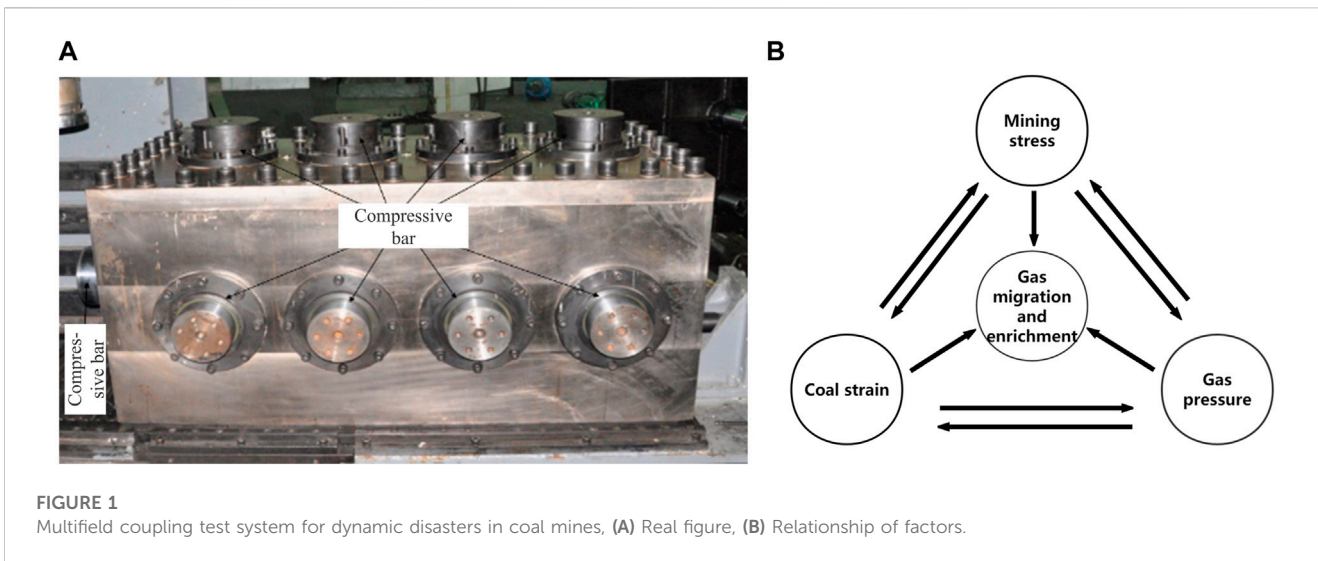 A
B
Compressive
bar
Compres-
sive bar
Mining
stress
Gas
migration
and
enrichment
Coal strain
Gas
pressure
FIGURE 1
Multifield coupling test system for dynamic disasters in coal mines, (A) Real figure, (B) Relationship of factors.